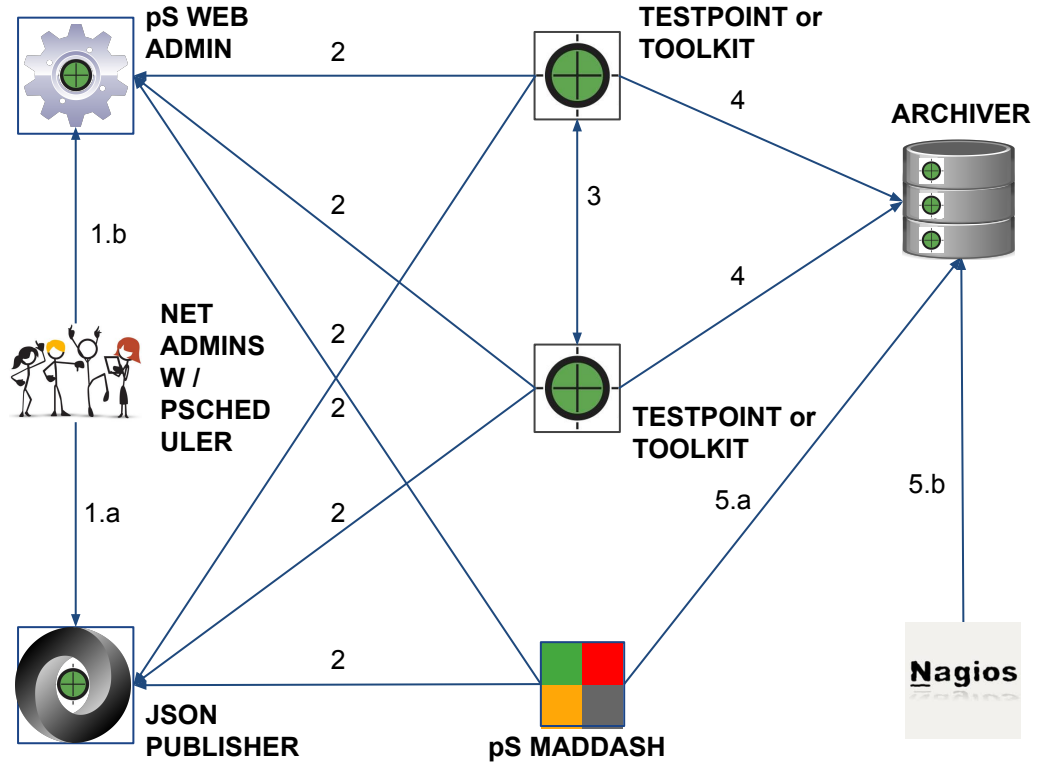 pS WEB
ADMIN
2
TESTPOINT or
TOOLKIT
4
ARCHIVER
1.b
2
3
4
NET
ADMINS
W /
PSCHED
ULER
2
2
TESTPOINT or
TOOLKIT
1.a
2
5.a
5.b
2
JSON
PUBLISHER
pS MADDASH
Nagios